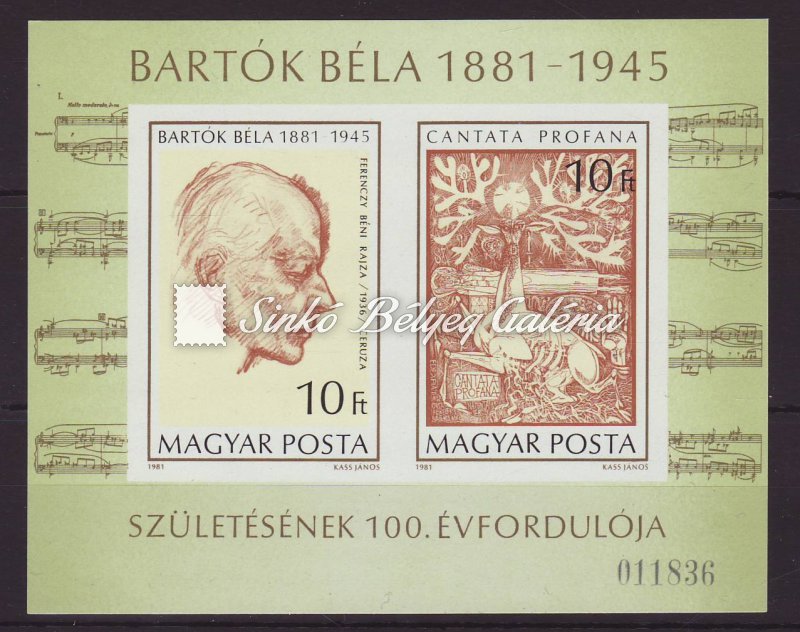 BARTÓK BÉLA 1881-1945
I.
BARTÓK BÉLA 1881-1945
FERENCZY BÉNI RAJZA / 1936 /
10 Ft
MAGYAR POSTA
1981 KASS JÁNOS
CANTATA PROFANA
10 Ft
CANTATA
PROFANA
MAGYAR POSTA
1981 KASS JÁNOS
Sinkó Bélyeg Galéria
SZÜLETÉSÉNEK 100. ÉVFORDULÓJA
011836